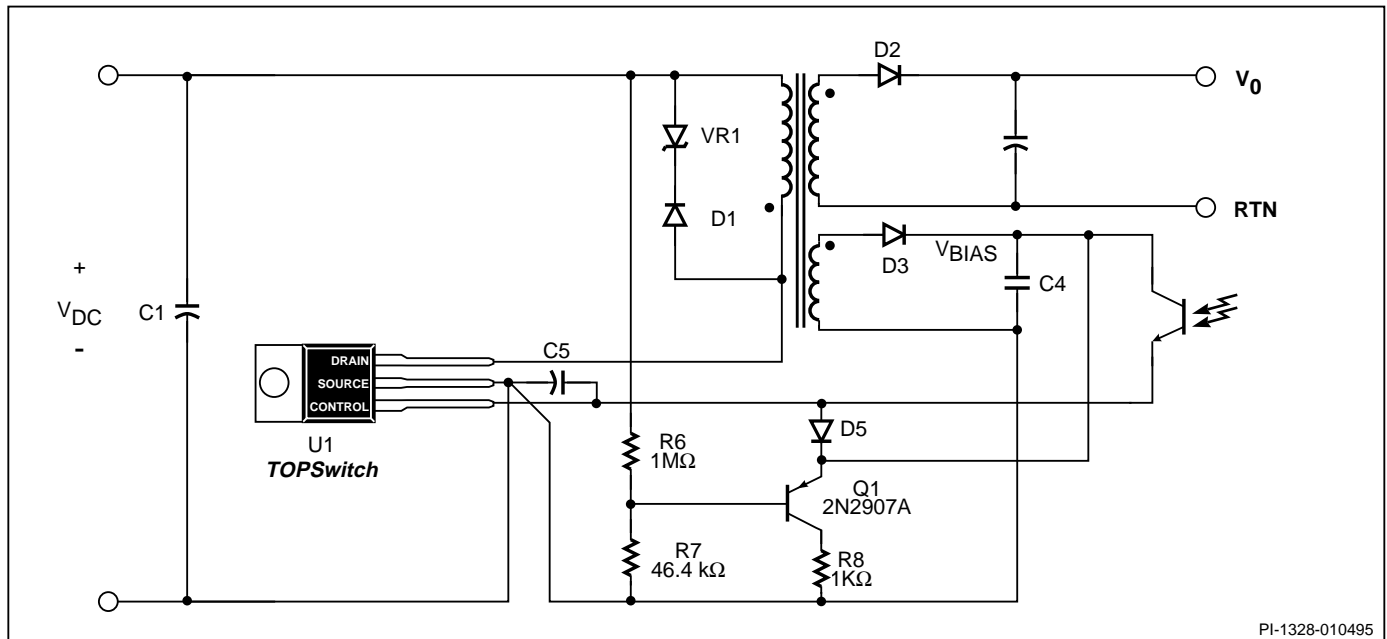 D2
V0
VR1
D1
RTN
+
VDC
-
C1
D3
VBIAS
C4
DRAIN
SOURCE
CONTROL
C5
U1
TOPSwitch
D5
R6
1MΩ
Q1
2N2907A
R7
46.4 kΩ
R8
1KΩ
PI-1328-010495